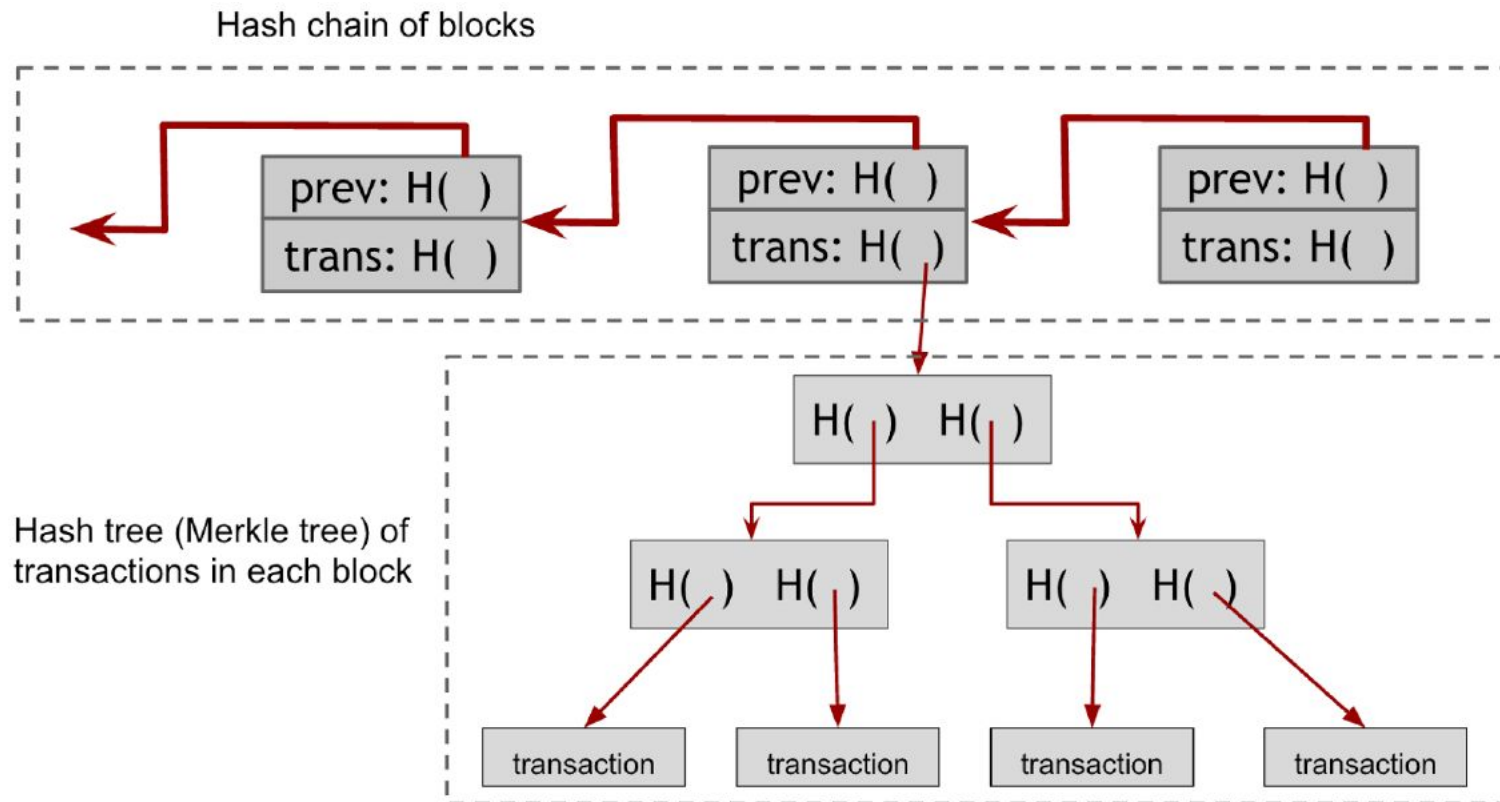 Hash chain of blocks
prev: H( )
trans: H( )
prev: H( )
trans: H( )
prev: H( )
trans: H( )
H( ) H( )
Hash tree (Merkle tree) of
transactions in each block
H( ) H( )
H( ) H( )
transaction
transaction
transaction
transaction